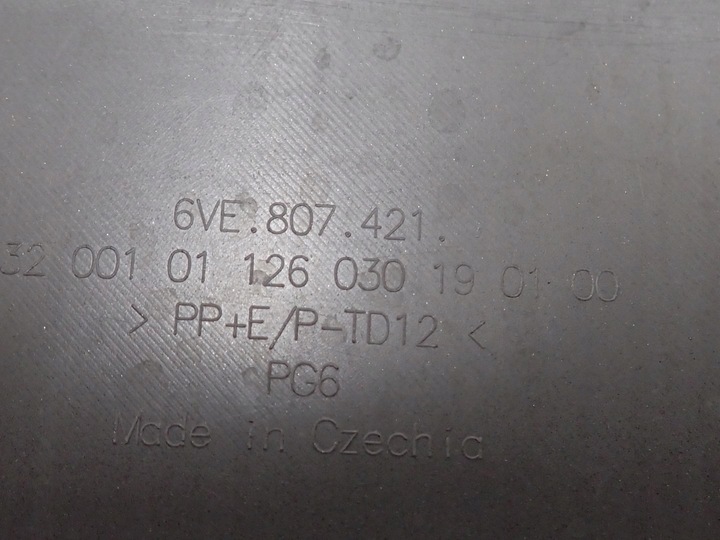 6VE.807.421.
32 001 01 126 030 19 01 00
> PP+E/P-TD12 <
PG6
Made in Czechia